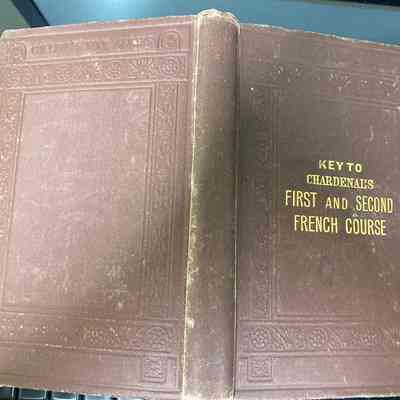 KEY TO
CHARDENAL'S
FIRST AND SECOND
FRENCH COURSE